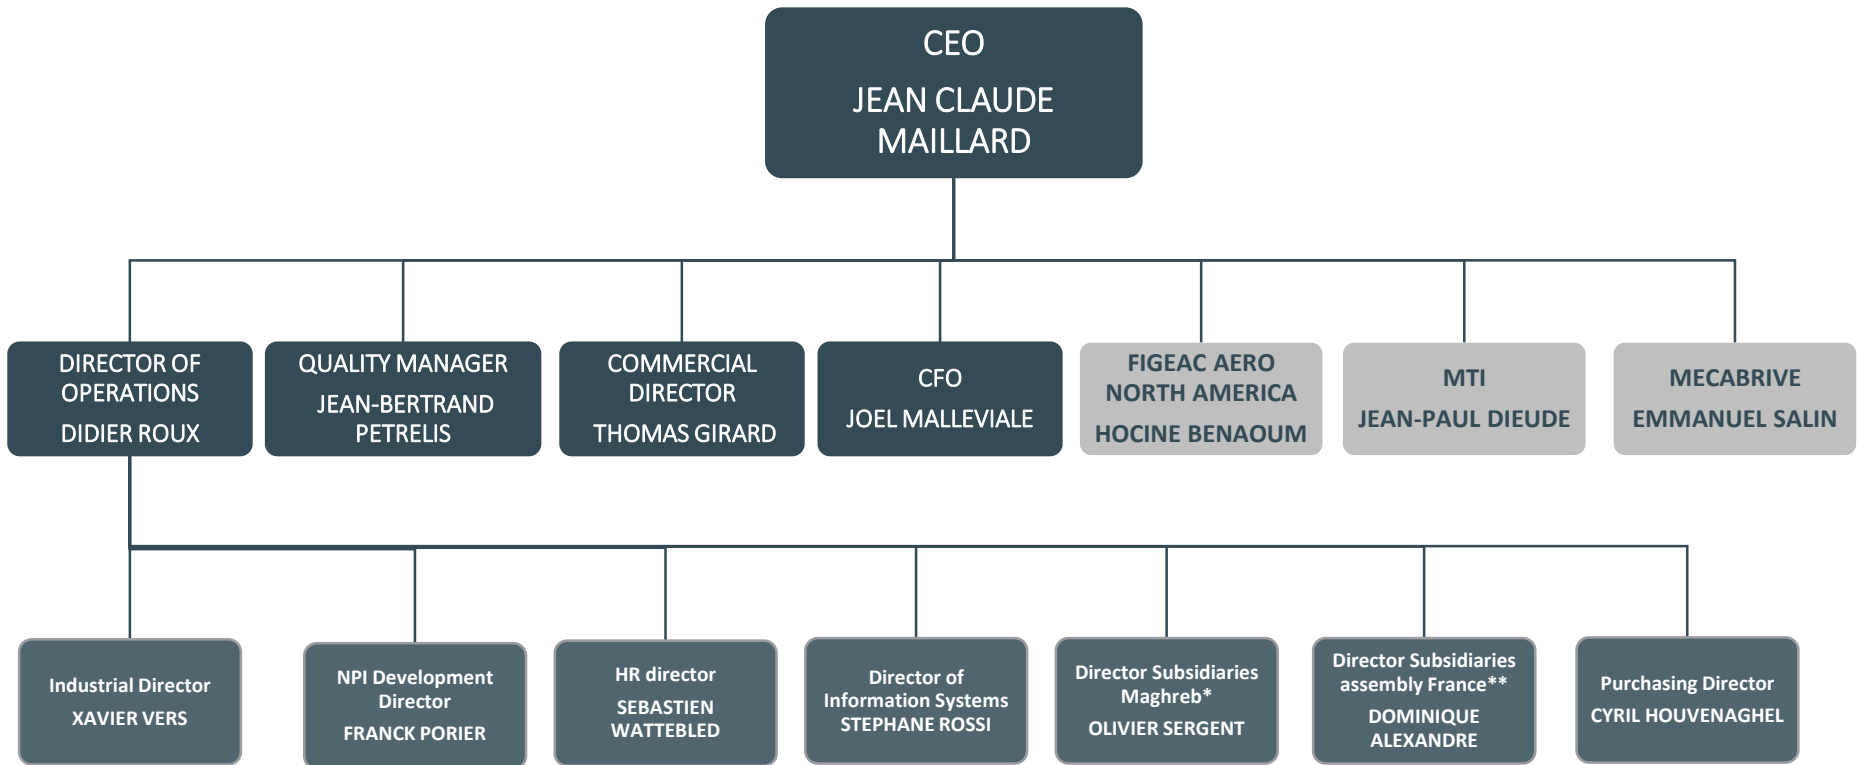 CEO
JEAN CLAUDE
MAILLARD
DIRECTOR OF
OPERATIONS
DIDIER ROUX
QUALITY MANAGER
JEAN-BERTRAND
PETRELIS
COMMERCIAL
DIRECTOR
THOMAS GIRARD
CFO
JOEL MALLEVIALE
FIGEAC AERO
NORTH AMERICA
HOCINE BENAOUM
MTI
JEAN-PAUL DIEUDE
MECABRIVE
EMMANUEL SALIN
Industrial Director
XAVIER VERS
NPI Development
Director
FRANCK PORIER
HR director
SEBASTIEN
WATTEBLED
Director of
Information Systems
STEPHANE ROSSI
Director Subsidiaries
Maghreb*
OLIVIER SERGENT
Director Subsidiaries
assembly France**
DOMINIQUE
ALEXANDRE
Purchasing Director
CYRIL HOUVENAGHEL